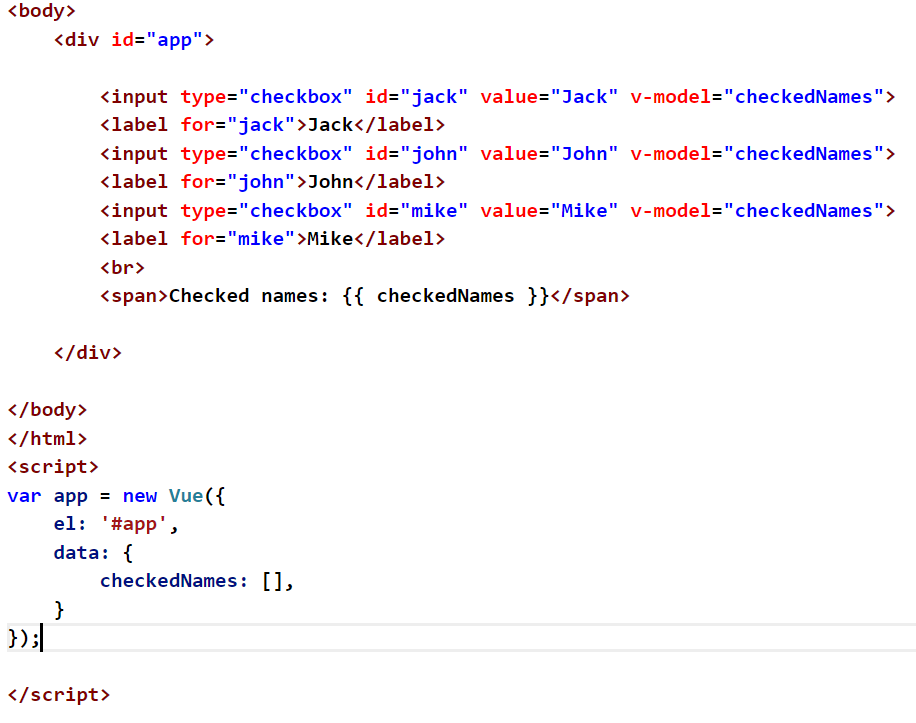 <body>
    <div id="app">

        <input type="checkbox" id="jack" value="Jack" v-model="checkedNames">
        <label for="jack">Jack</label>
        <input type="checkbox" id="john" value="John" v-model="checkedNames">
        <label for="john">John</label>
        <input type="checkbox" id="mike" value="Mike" v-model="checkedNames">
        <label for="mike">Mike</label>
        <br>
        <span>Checked names: {{ checkedNames }}</span>

    </div>

</body>
</html>
<script>
var app = new Vue({
    el: '#app',
    data: {
        checkedNames: [],
    }
});

</script>